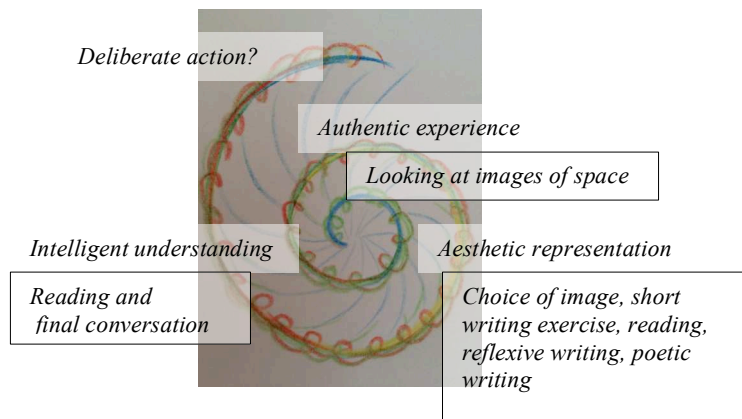 Deliberate action?
Authentic experience
Looking at images of space
Intelligent understanding
Reading and
final conversation
Aesthetic representation
Choice of image, short
writing exercise, reading,
reflexive writing, poetic
writing